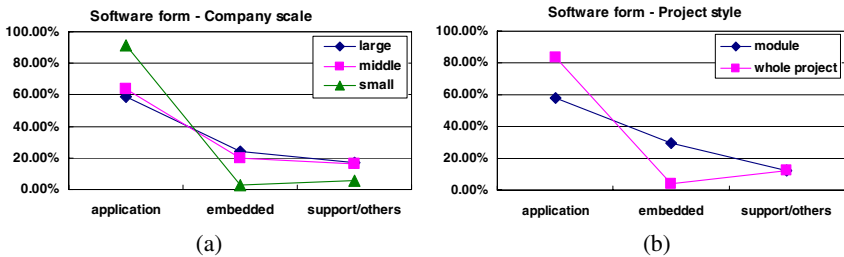 Software form - Company scale
100.00%
80.00%
60.00%
40.00%
20.00%
0.00%
large
middle
small
application embedded support/others
(a)
Software form - Project style
100.00%
80.00%
60.00%
40.00%
20.00%
0.00%
module
whole project
application embedded support/others
(b)